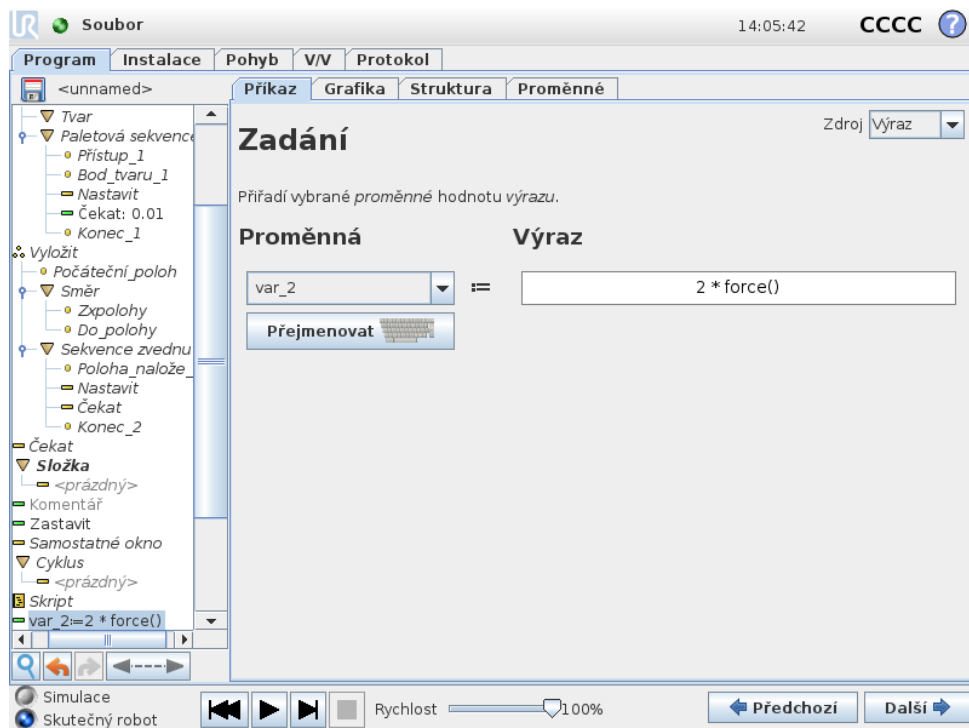 UR Soubor 14:05:42 CCCC ?
Program Instalace Pohyb V/V Protokol
<unnamed>
Příkaz Grafika Struktura Proměnné
Tvar
Paletová sekvence
Přístup_1
Bod_tvaru_1
Nastavit
Čekat: 0.01
Konec_1
Vyložit
Počáteční_poloh
Směr
Zxpolohy
Do_polohy
Sekvence zvednu
Poloha_nalože_
Nastavit
Čekat
Konec_2
Čekat
Složka
<prázdný>
Komentář
Zastavit
Samostatné okno
Cyklus
<prázdný>
Skript
var_2:=2 * force()
Zadání
Zdroj Výraz
Přiřadí vybrané proměnné hodnotu výrazu.
Proměnná Výraz
var_2 := 2 * force()
Přejmenovat
Simulace
Skutečný robot
Rychlost 100%
Předchozí Další